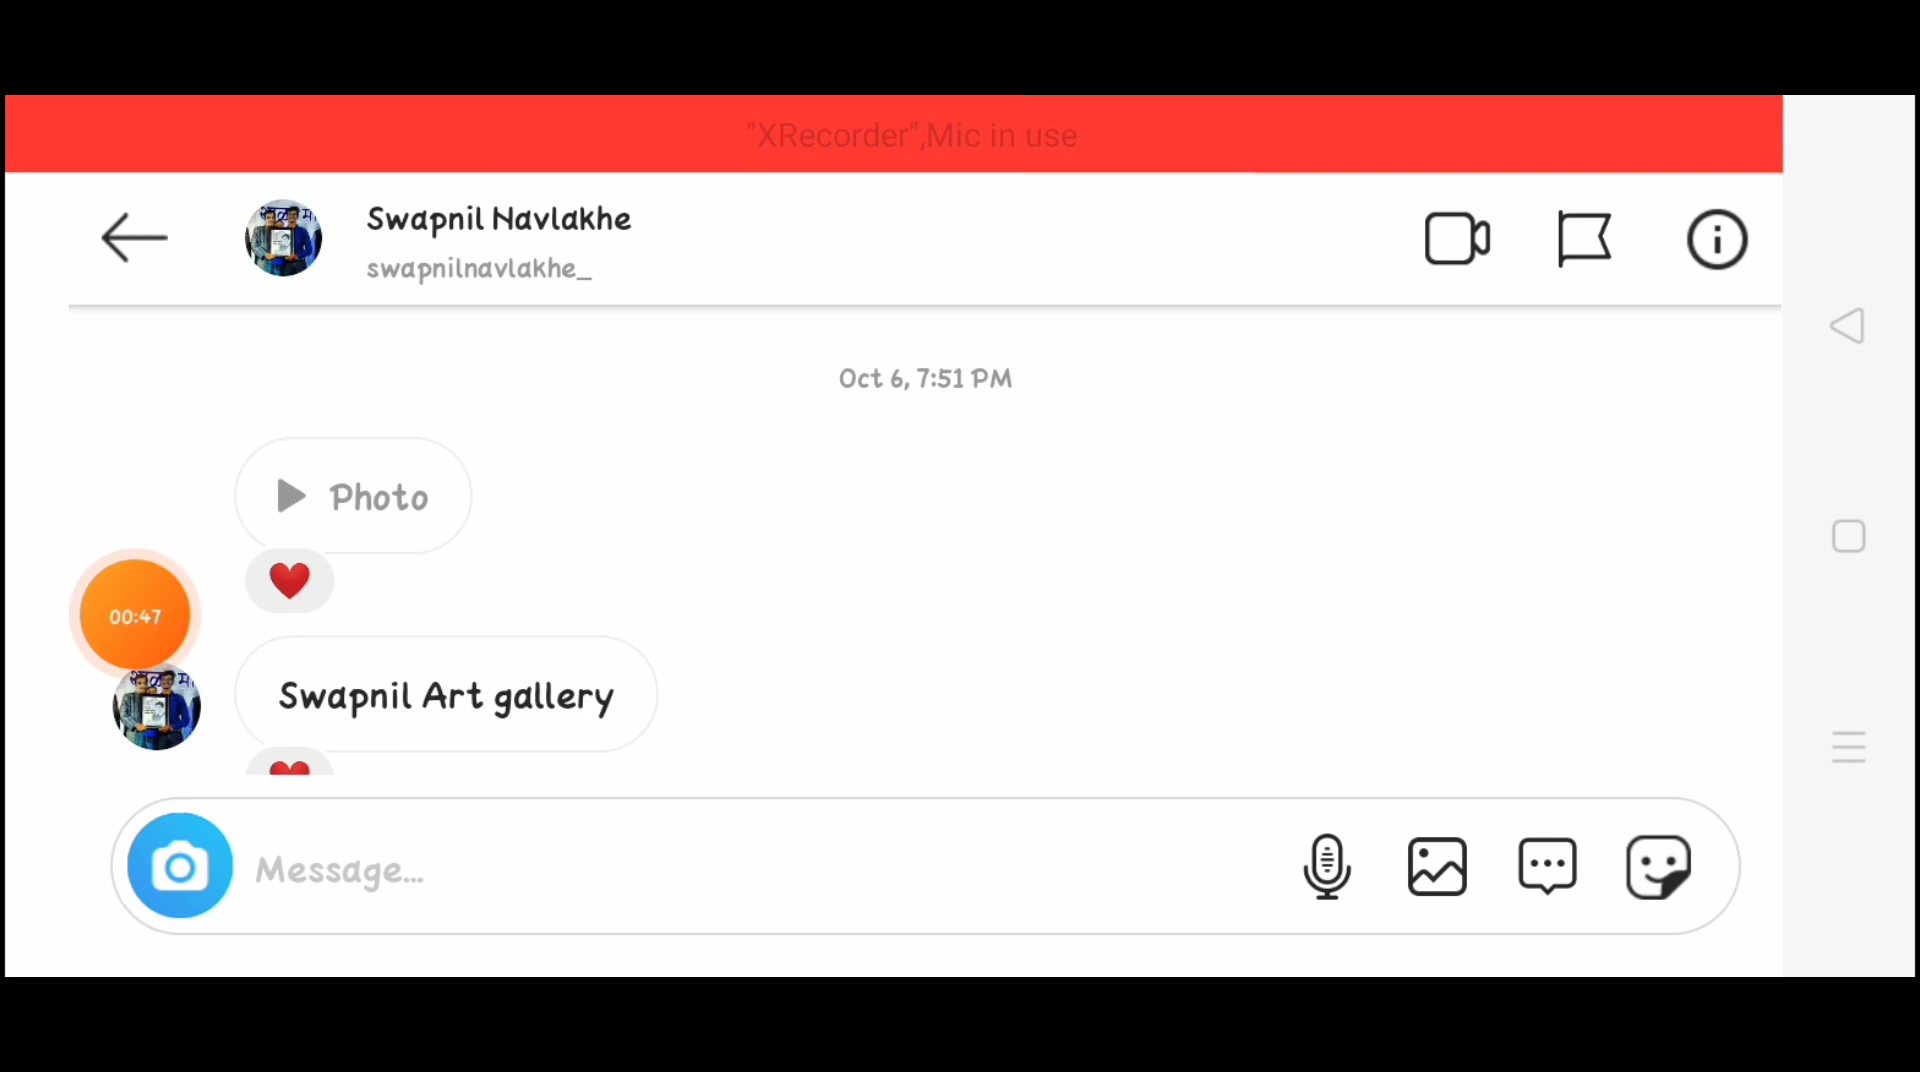 "XRecorder",Mic in use
Swapnil Navlakhe
swapnilnavlakhe_
Oct 6, 7:51 PM
Photo
00:47
Swapnil Art gallery
Message...